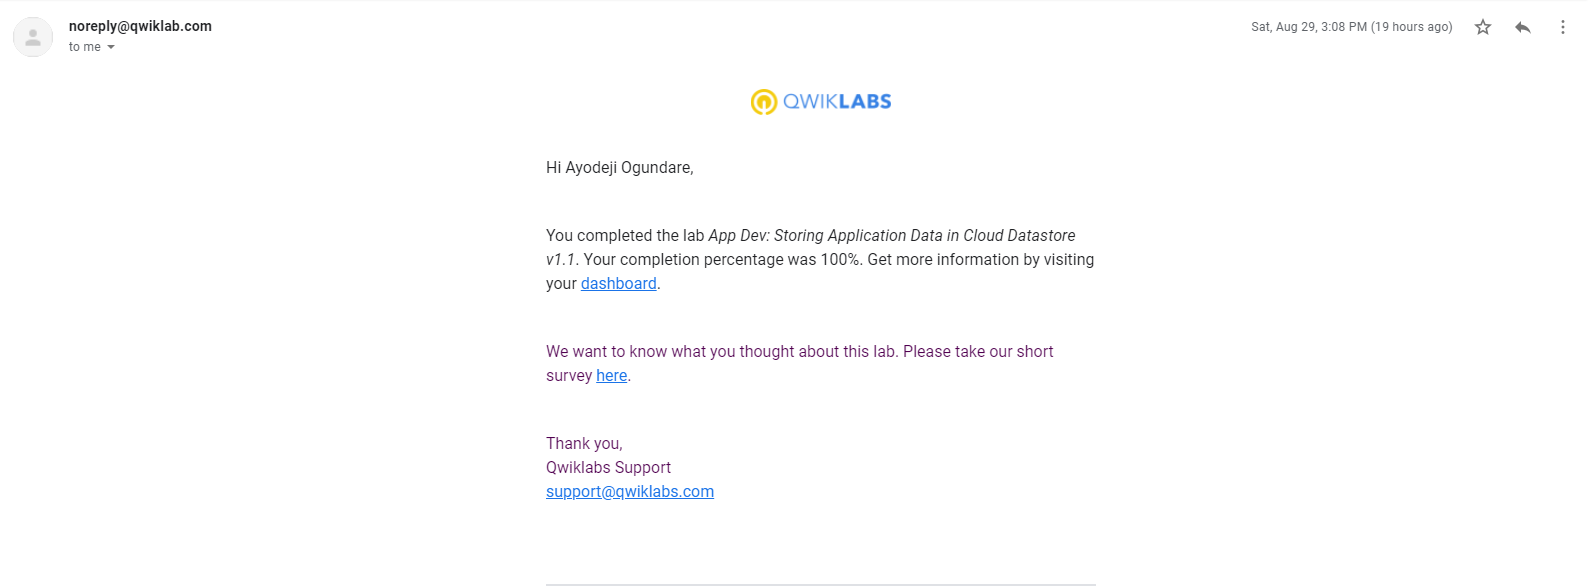 noreply@qwiklab.com
Sat, Aug 29, 3:08 PM (19 hours ago)
to me
QWIKLABS
Hi Ayodeji Ogundare,
You completed the lab App Dev: Storing Application Data in Cloud Datastore
v1.1. Your completion percentage was 100%. Get more information by visiting
your dashboard.
We want to know what you thought about this lab. Please take our short
survey here.
Thank you,
Qwiklabs Support
support@qwiklabs.com